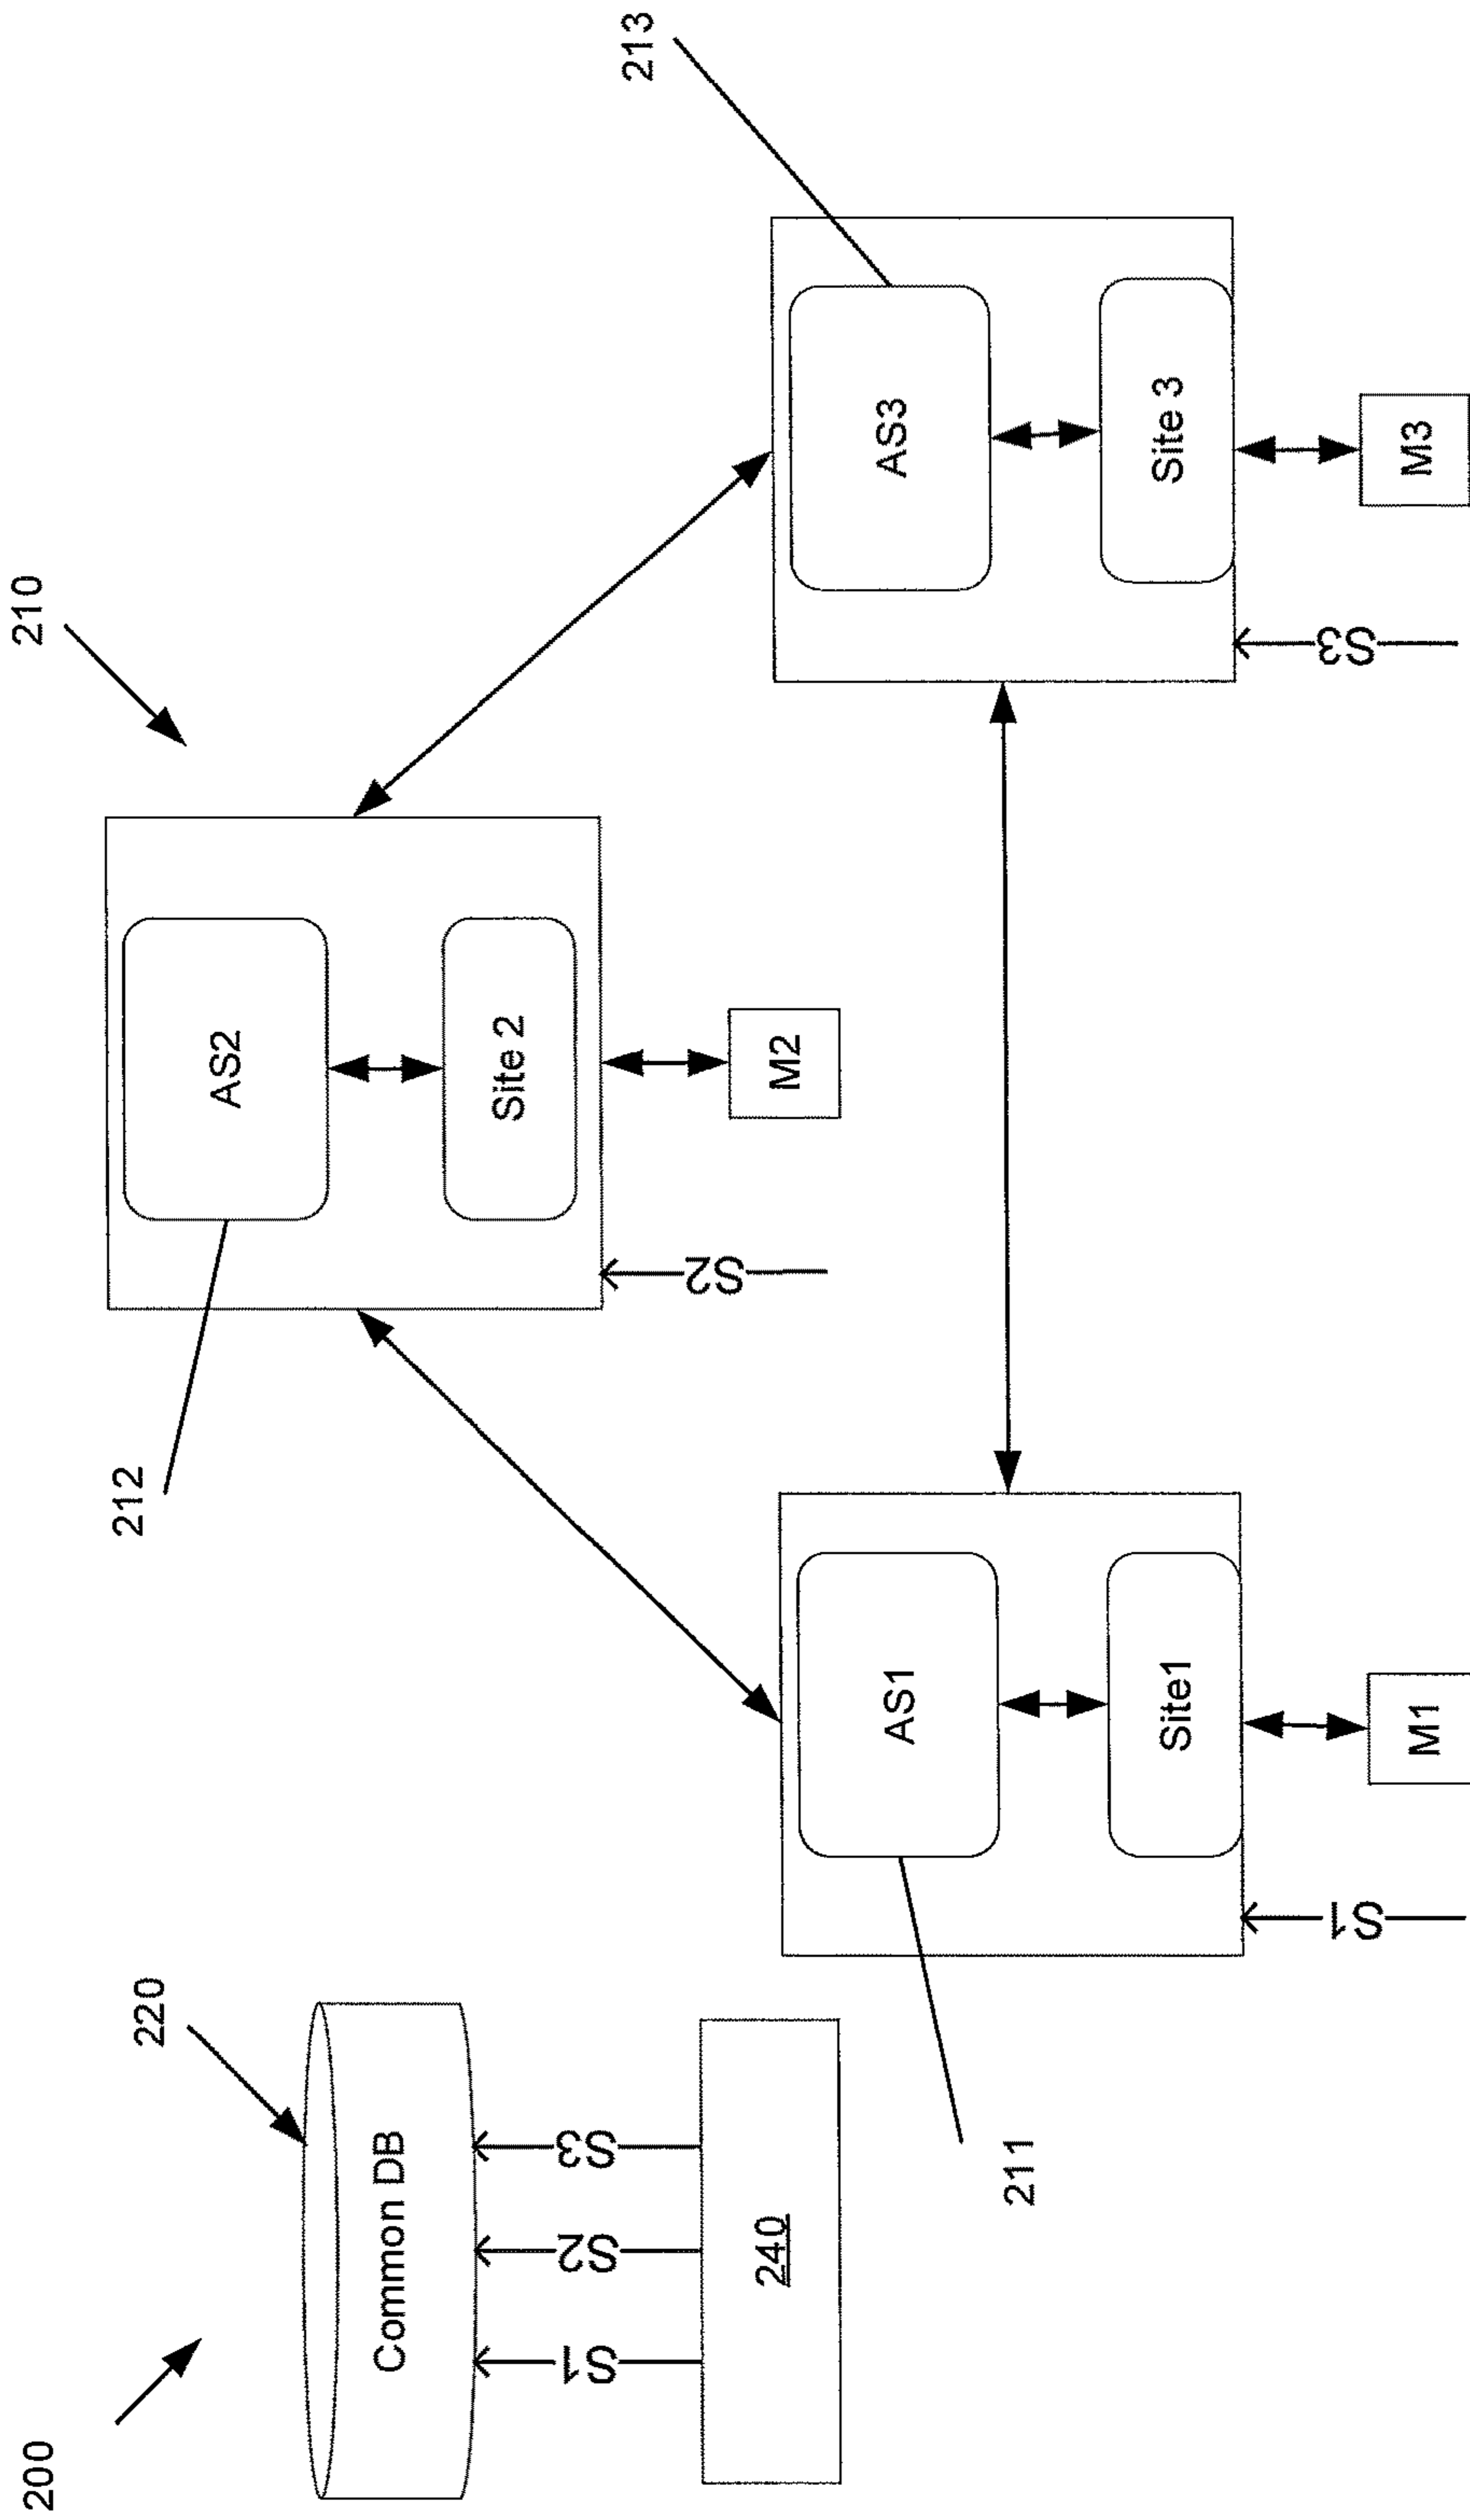 200
220
Common DB
S1
S2
S3
240
210
212
AS2
Site 2
S2
M2
211
AS1
Site1
S1
M1
213
AS3
Site 3
S3
M3